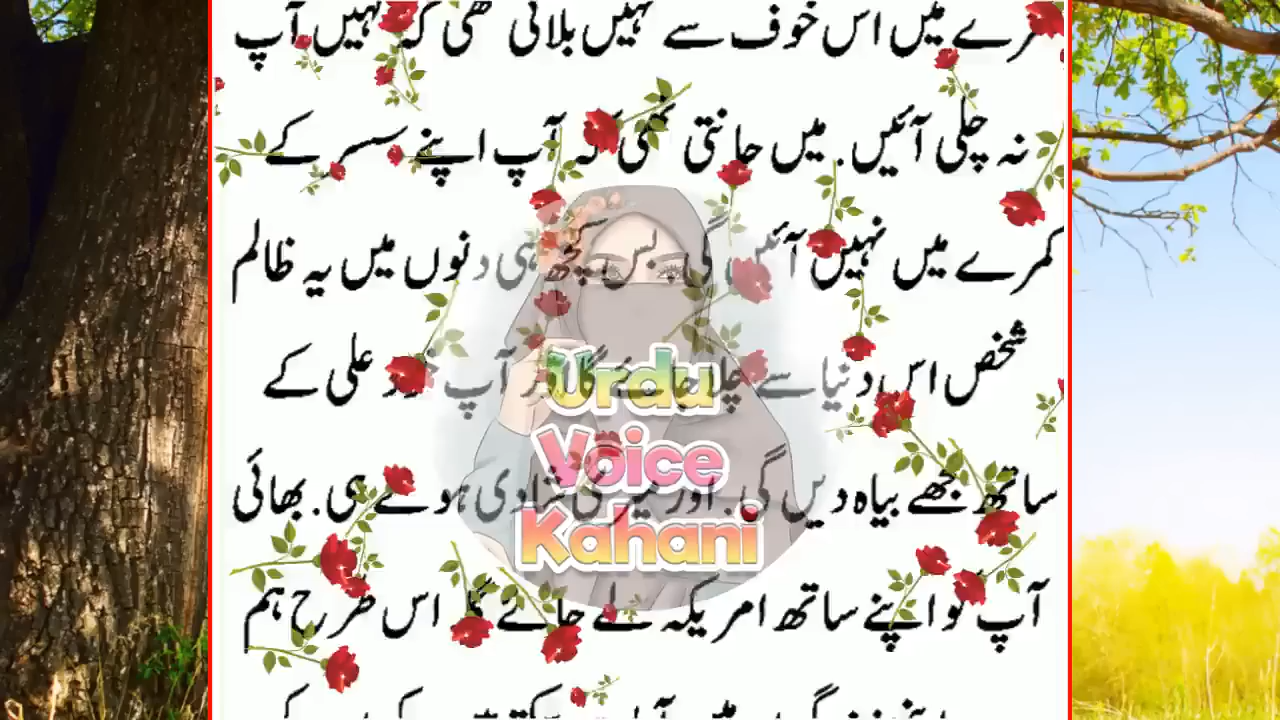 کمرے میں اس خوف سے نہیں بلاتی تھی کہ کہیں آپ
نہ چلی آئیں. میں جانتی تھی کہ آپ اپنے سسر کے
کمرے میں نہیں آئیں گی بس کچھ ہی دنوں میں یہ ظالم
شخص اس دنیا سے چلا جائے گا اور آپ خود علی کے
ساتھ مجھے بیاہ دیں گی. اور میری شادی ہوتے ہی. بھائی
آپ کو اپنے ساتھ امریکہ لے جائے گا اس طرح ہم
Urdu
Voice
Kahani